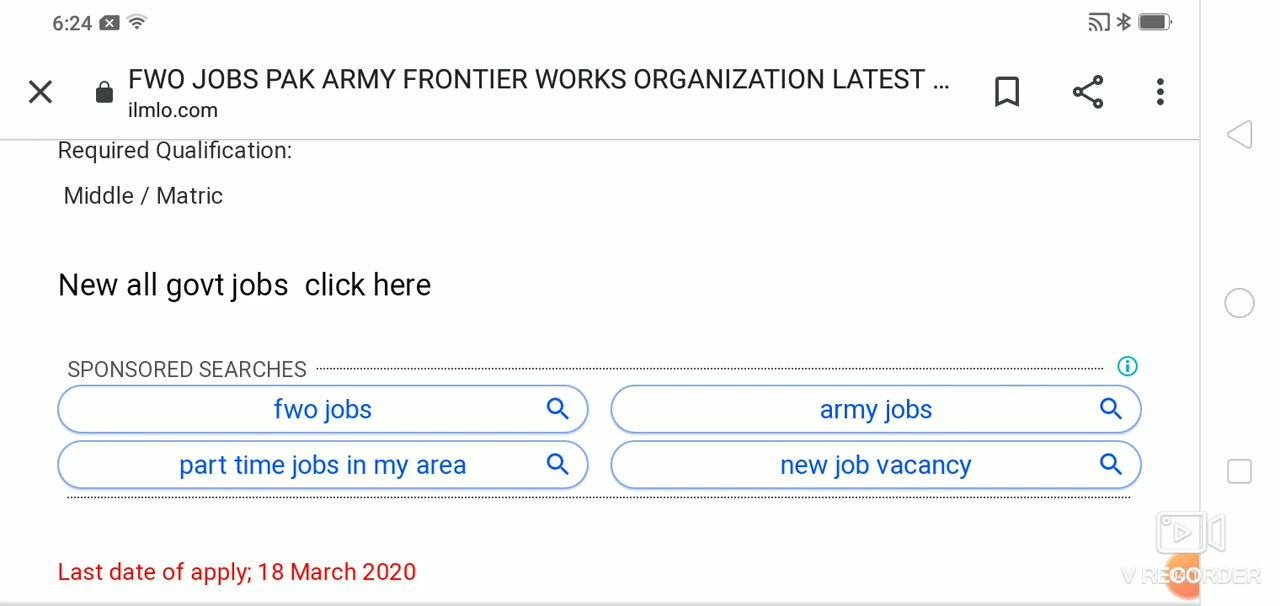 6:24
FWO JOBS PAK ARMY FRONTIER WORKS ORGANIZATION LATEST ...
ilmlo.com
Required Qualification:
Middle / Matric
New all govt jobs  click here
SPONSORED SEARCHES
fwo jobs
army jobs
part time jobs in my area
new job vacancy
Last date of apply; 18 March 2020
V RECORDER